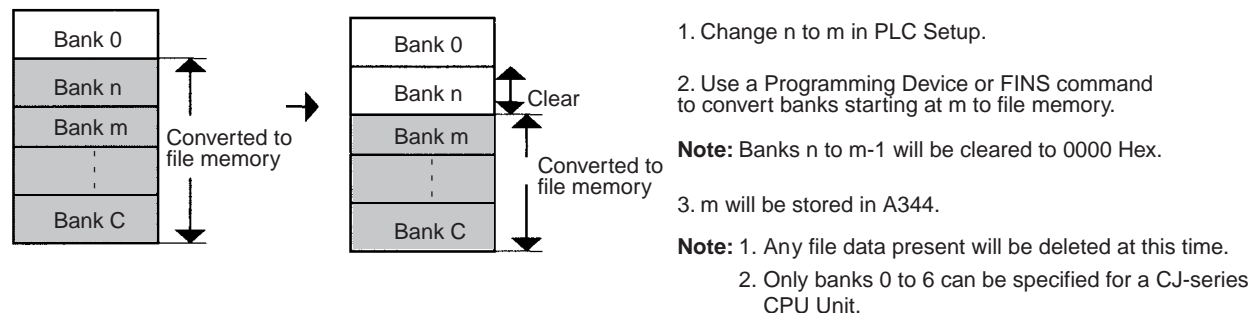 Bank 0
Bank n
Bank m
Bank C
Converted to
file memory
Bank 0
Bank n
Clear
Bank m
Bank C
Converted to
file memory
1. Change n to m in PLC Setup.
2. Use a Programming Device or FINS command
to convert banks starting at m to file memory.
Note: Banks n to m-1 will be cleared to 0000 Hex.
3. m will be stored in A344.
Note: 1. Any file data present will be deleted at this time.
2. Only banks 0 to 6 can be specified for a CJ-series
CPU Unit.